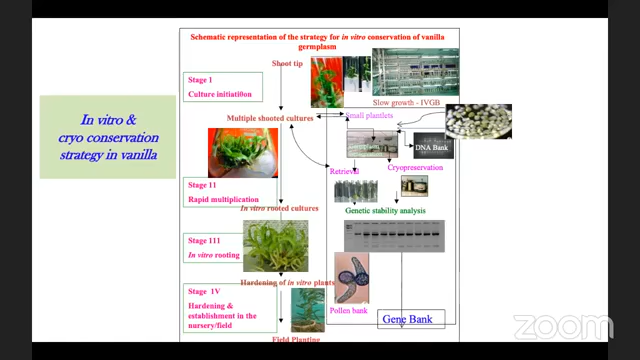 Schematic representation of the strategy for in vitro conservation of vanilla
germplasm
In vitro &
cryo conservation
strategy in vanilla
Shoot tip
Stage I
Culture initiation
Slow growth - IVGB
Multiple shooted cultures
Small plantlets
DNA Bank
Retrieval
Cryopreservation
Stage 11
Rapid multiplication
In vitro rooted cultures
Genetic stability analysis
Stage 111
In vitro rooting
Hardening of in vitro plants
Stage 1V
Hardening &
establishment in the
nursery/field
Pollen bank
Gene Bank
Field Planting
zoom